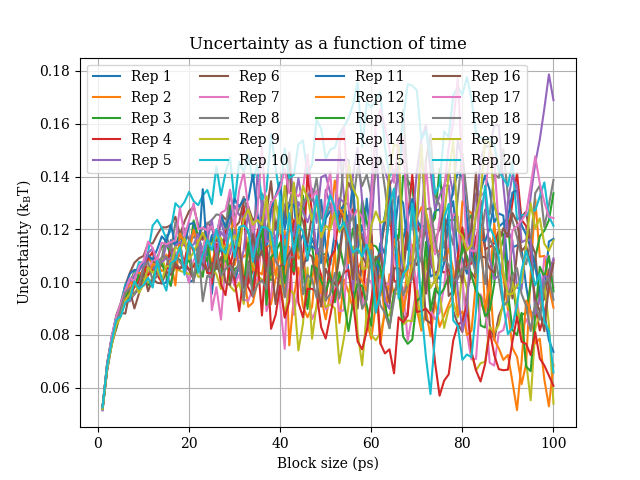 Uncertainty as a function of time
Rep 1 Rep 6 Rep 11 Rep 16
Rep 2 Rep 7 Rep 12 Rep 17
Rep 3 Rep 8 Rep 13 Rep 18
Rep 4 Rep 9 Rep 14 Rep 19
Rep 5 Rep 10 Rep 15 Rep 20
0.18
0.16
0.14
0.12
0.10
0.08
0.06
Uncertainty (k_BT)
0 20 40 60 80 100
Block size (ps)